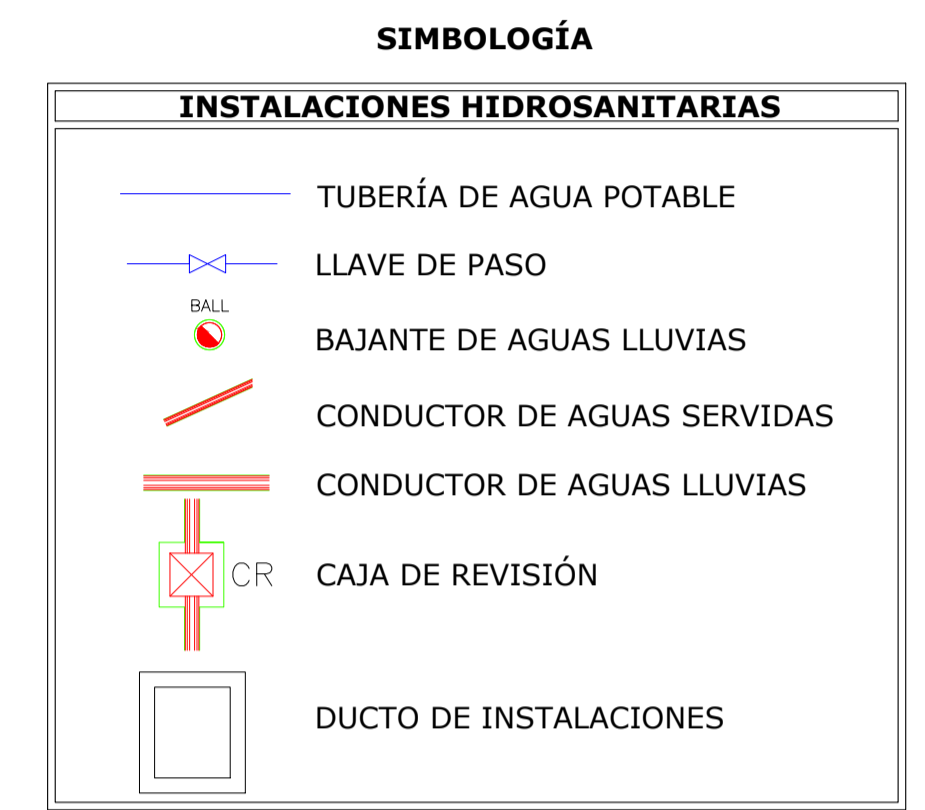 SIMBOLOGÍA
INSTALACIONES HIDROSANITARIAS
TUBERÍA DE AGUA POTABLE
LLAVE DE PASO
BALL
BAJANTE DE AGUAS LLUVIAS
CONDUCTOR DE AGUAS SERVIDAS
CONDUCTOR DE AGUAS LLUVIAS
CR CAJA DE REVISIÓN
DUCTO DE INSTALACIONES